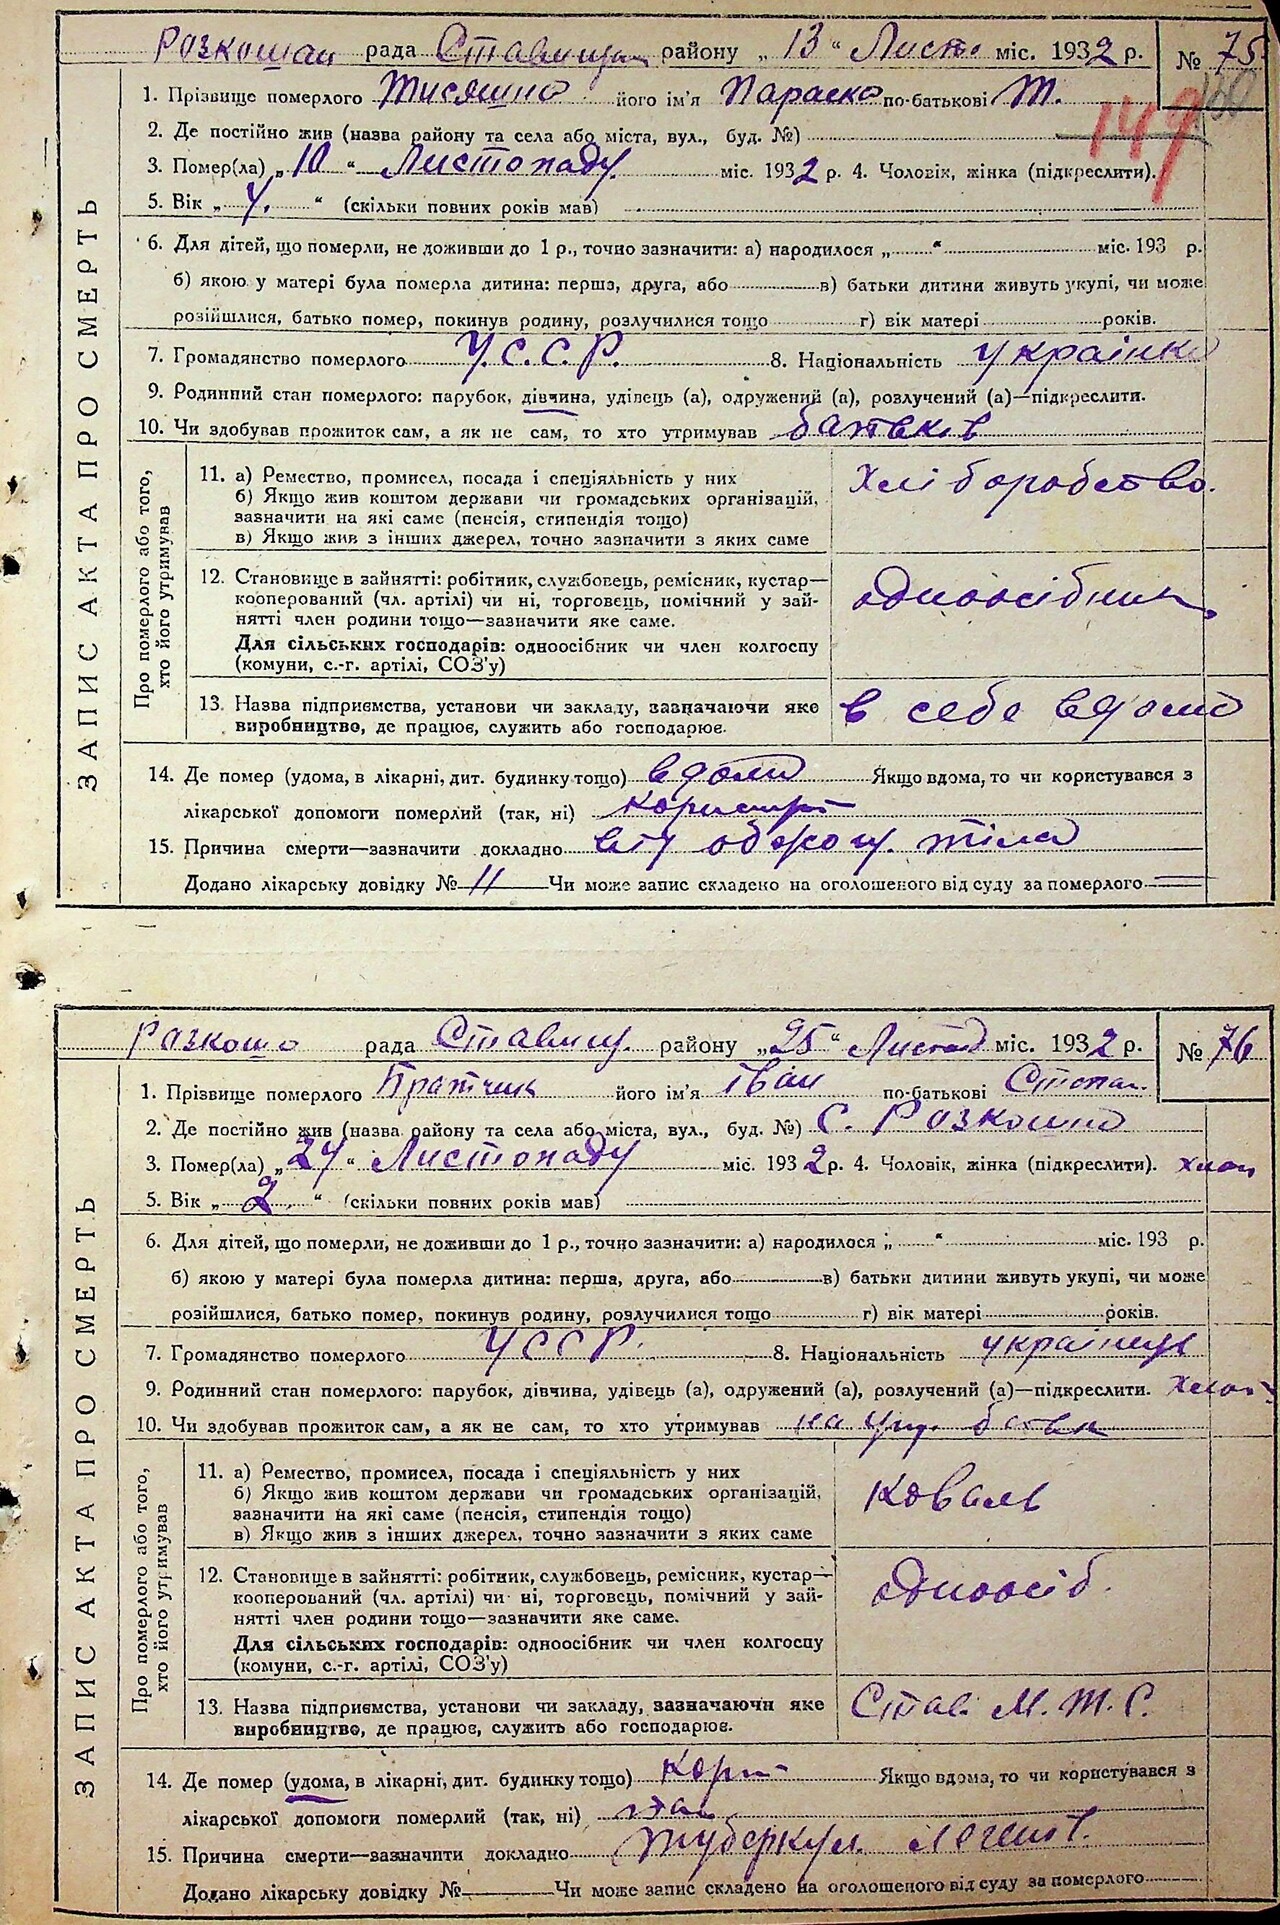 Розкошан рада Ставищан району „13“ Листо міс. 1932 р. № 75
1. Прізвище померлого його ім'я Параска по-батькові Т.
149
2. Де постійно жив (назва району та села або міста, вул., буд. №)
3. Помер(ла) „10“ Листопаду міс. 1932 р. 4. Чоловік, жінка (підкреслити).
5. Вік „4.“ (скільки повних років мав)
6. Для дітей, що померли, не доживши до 1 р., точно зазначити: а) народилося „ “ міс. 193 р.
б) якою у матері була померла дитина: перша, друга, або в) батьки дитини живуть укупі, чи може
розійшлися, батько помер, покинув родину, розлучилися тощо г) вік матері років.
7. Громадянство померлого У.С.С.Р. 8. Національність українка
9. Родинний стан померлого: парубок, дівчина, удівець (а), одружений (а), розлучений (а)—підкреслити.
10. Чи здобував прожиток сам, а як не сам, то хто утримував батьків
ЗАПИС АКТА ПРО СМЕРТЬ
Про померлого або того,
хто його утримував
11. а) Ремество, промисел, посада і спеціяльність у них хліборобство.
б) Якщо жив коштом держави чи громадських організацій,
зазначити на які саме (пенсія, стипендія тощо)
в) Якщо жив з інших джерел, точно зазначити з яких саме
12. Становище в зайнятті: робітник, службовець, ремісник, кустар— одноосібник
кооперований (чл. артілі) чи ні, торговець, помічний у зай-
нятті член родини тощо—зазначити яке саме.
Для сільських господарів: одноосібник чи член колгоспу
(комуни, с.-г. артілі, СОЗ'у)
13. Назва підприємства, установи чи закладу, зазначаючи яке в себе вдома
виробництво, де працює, служить або господарює.
14. Де помер (удома, в лікарні, дит. будинку тощо) вдома Якщо вдома, то чи користувався з
лікарської допомоги померлий (так, ні) корист
15. Причина смерти—зазначити докладно від обжогу тіла
Додано лікарську довідку № 11 Чи може запис складено на оголошеного від суду за померлого
Розкошо рада Ставищ. району „25“ Листопад міс. 1932 р. № 76
1. Прізвище померлого Братчик його ім'я Іван по-батькові Степан.
2. Де постійно жив (назва району та села або міста, вул., буд. №) С. Розкошна
3. Помер(ла) „24“ Листопаду міс. 1932 р. 4. Чоловік, жінка (підкреслити). хлоп
5. Вік „2.“ (скільки повних років мав)
6. Для дітей, що померли, не доживши до 1 р., точно зазначити: а) народилося „ “ міс. 193 р.
б) якою у матері була померла дитина: перша, друга, або в) батьки дитини живуть укупі, чи може
розійшлися, батько помер, покинув родину, розлучилися тощо г) вік матері років.
7. Громадянство померлого УССР. 8. Національність українець
9. Родинний стан померлого: парубок, дівчина, удівець (а), одружений (а), розлучений (а)—підкреслити. хлоп
10. Чи здобував прожиток сам, а як не сам, то хто утримував на утр. батьк
ЗАПИС АКТА ПРО СМЕРТЬ
Про померлого або того,
хто його утримував
11. а) Ремество, промисел, посада і спеціяльність у них коваль
б) Якщо жив коштом держави чи громадських організацій,
зазначити на які саме (пенсія, стипендія тощо)
в) Якщо жив з інших джерел, точно зазначити з яких саме
12. Становище в зайнятті: робітник, службовець, ремісник, кустар— одноосіб.
кооперований (чл. артілі) чи ні, торговець, помічний у зай-
нятті член родини тощо—зазначити яке саме.
Для сільських господарів: одноосібник чи член колгоспу
(комуни, с.-г. артілі, СОЗ'у)
13. Назва підприємства, установи чи закладу, зазначаючи яке Став. М.Т.С.
виробництво, де працює, служить або господарює.
14. Де помер (удома, в лікарні, дит. будинку тощо) Кори Якщо вдома, то чи користувався з
лікарської допомоги померлий (так, ні) так
15. Причина смерти—зазначити докладно туберкул. легенів.
Додано лікарську довідку № Чи може запис складено на оголошеного від суду за померлого